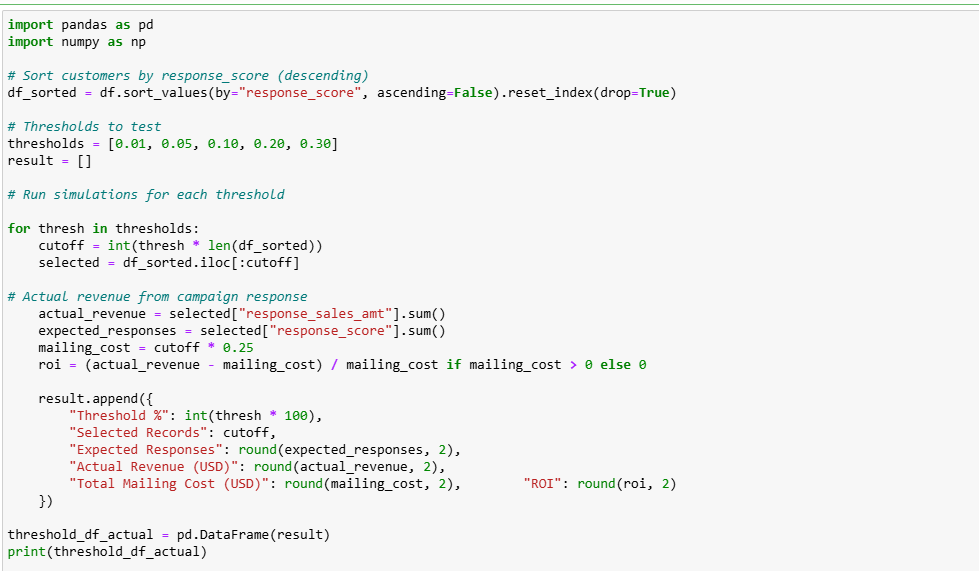 import pandas as pd
import numpy as np
# Sort customers by response_score (descending)
df_sorted = df.sort_values(by="response_score", ascending=False).reset_index(drop=True)
# Thresholds to test
thresholds = [0.01, 0.05, 0.10, 0.20, 0.30]
result = []
# Run simulations for each threshold
for thresh in thresholds:
    cutoff = int(thresh * len(df_sorted))
    selected = df_sorted.iloc[:cutoff]
# Actual revenue from campaign response
    actual_revenue = selected["response_sales_amt"].sum()
    expected_responses = selected["response_score"].sum()
    mailing_cost = cutoff * 0.25
    roi = (actual_revenue - mailing_cost) / mailing_cost if mailing_cost > 0 else 0
    result.append({
        "Threshold %": int(thresh * 100),
        "Selected Records": cutoff,
        "Expected Responses": round(expected_responses, 2),
        "Actual Revenue (USD)": round(actual_revenue, 2),
        "Total Mailing Cost (USD)": round(mailing_cost, 2),        "ROI": round(roi, 2)
    })
threshold_df_actual = pd.DataFrame(result)
print(threshold_df_actual)